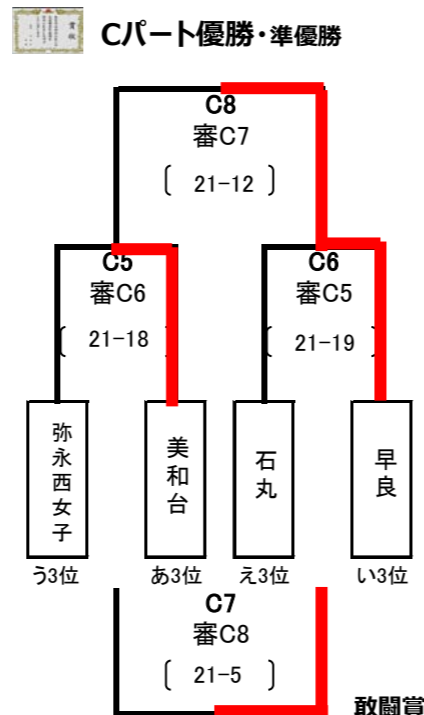 Cパート優勝・準優勝
C8
審C7
〔 21-12 〕
C5
審C6
〔 21-18 〕
C6
審C5
〔 21-19 〕
弥永西女子
美和台
石丸
早良
う3位
あ3位
え3位
い3位
C7
審C8
〔 21-5 〕
敢闘賞